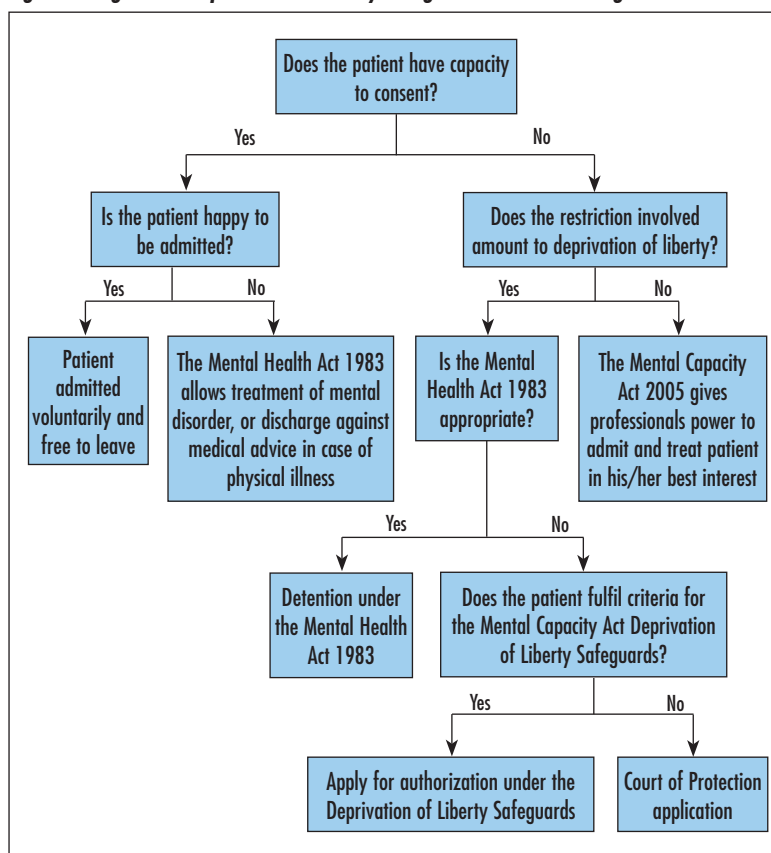 Does the patient have capacity
to consent?
Yes
No
Is the patient happy to
be admitted?
Does the restriction involved
amount to deprivation of liberty?
Yes
No
Yes
No
Patient
admitted
voluntarily and
free to leave
The Mental Health Act 1983
allows treatment of mental
disorder, or discharge against
medical advice in case of
physical illness
Is the Mental
Health Act 1983
appropriate?
The Mental Capacity
Act 2005 gives
professionals power to
admit and treat patient
in his/her best interest
Yes
No
Detention under
the Mental Health
Act 1983
Does the patient fulfil criteria for
the Mental Capacity Act Deprivation
of Liberty Safeguards?
Yes
No
Apply for authorization under the
Deprivation of Liberty Safeguards
Court of Protection
application